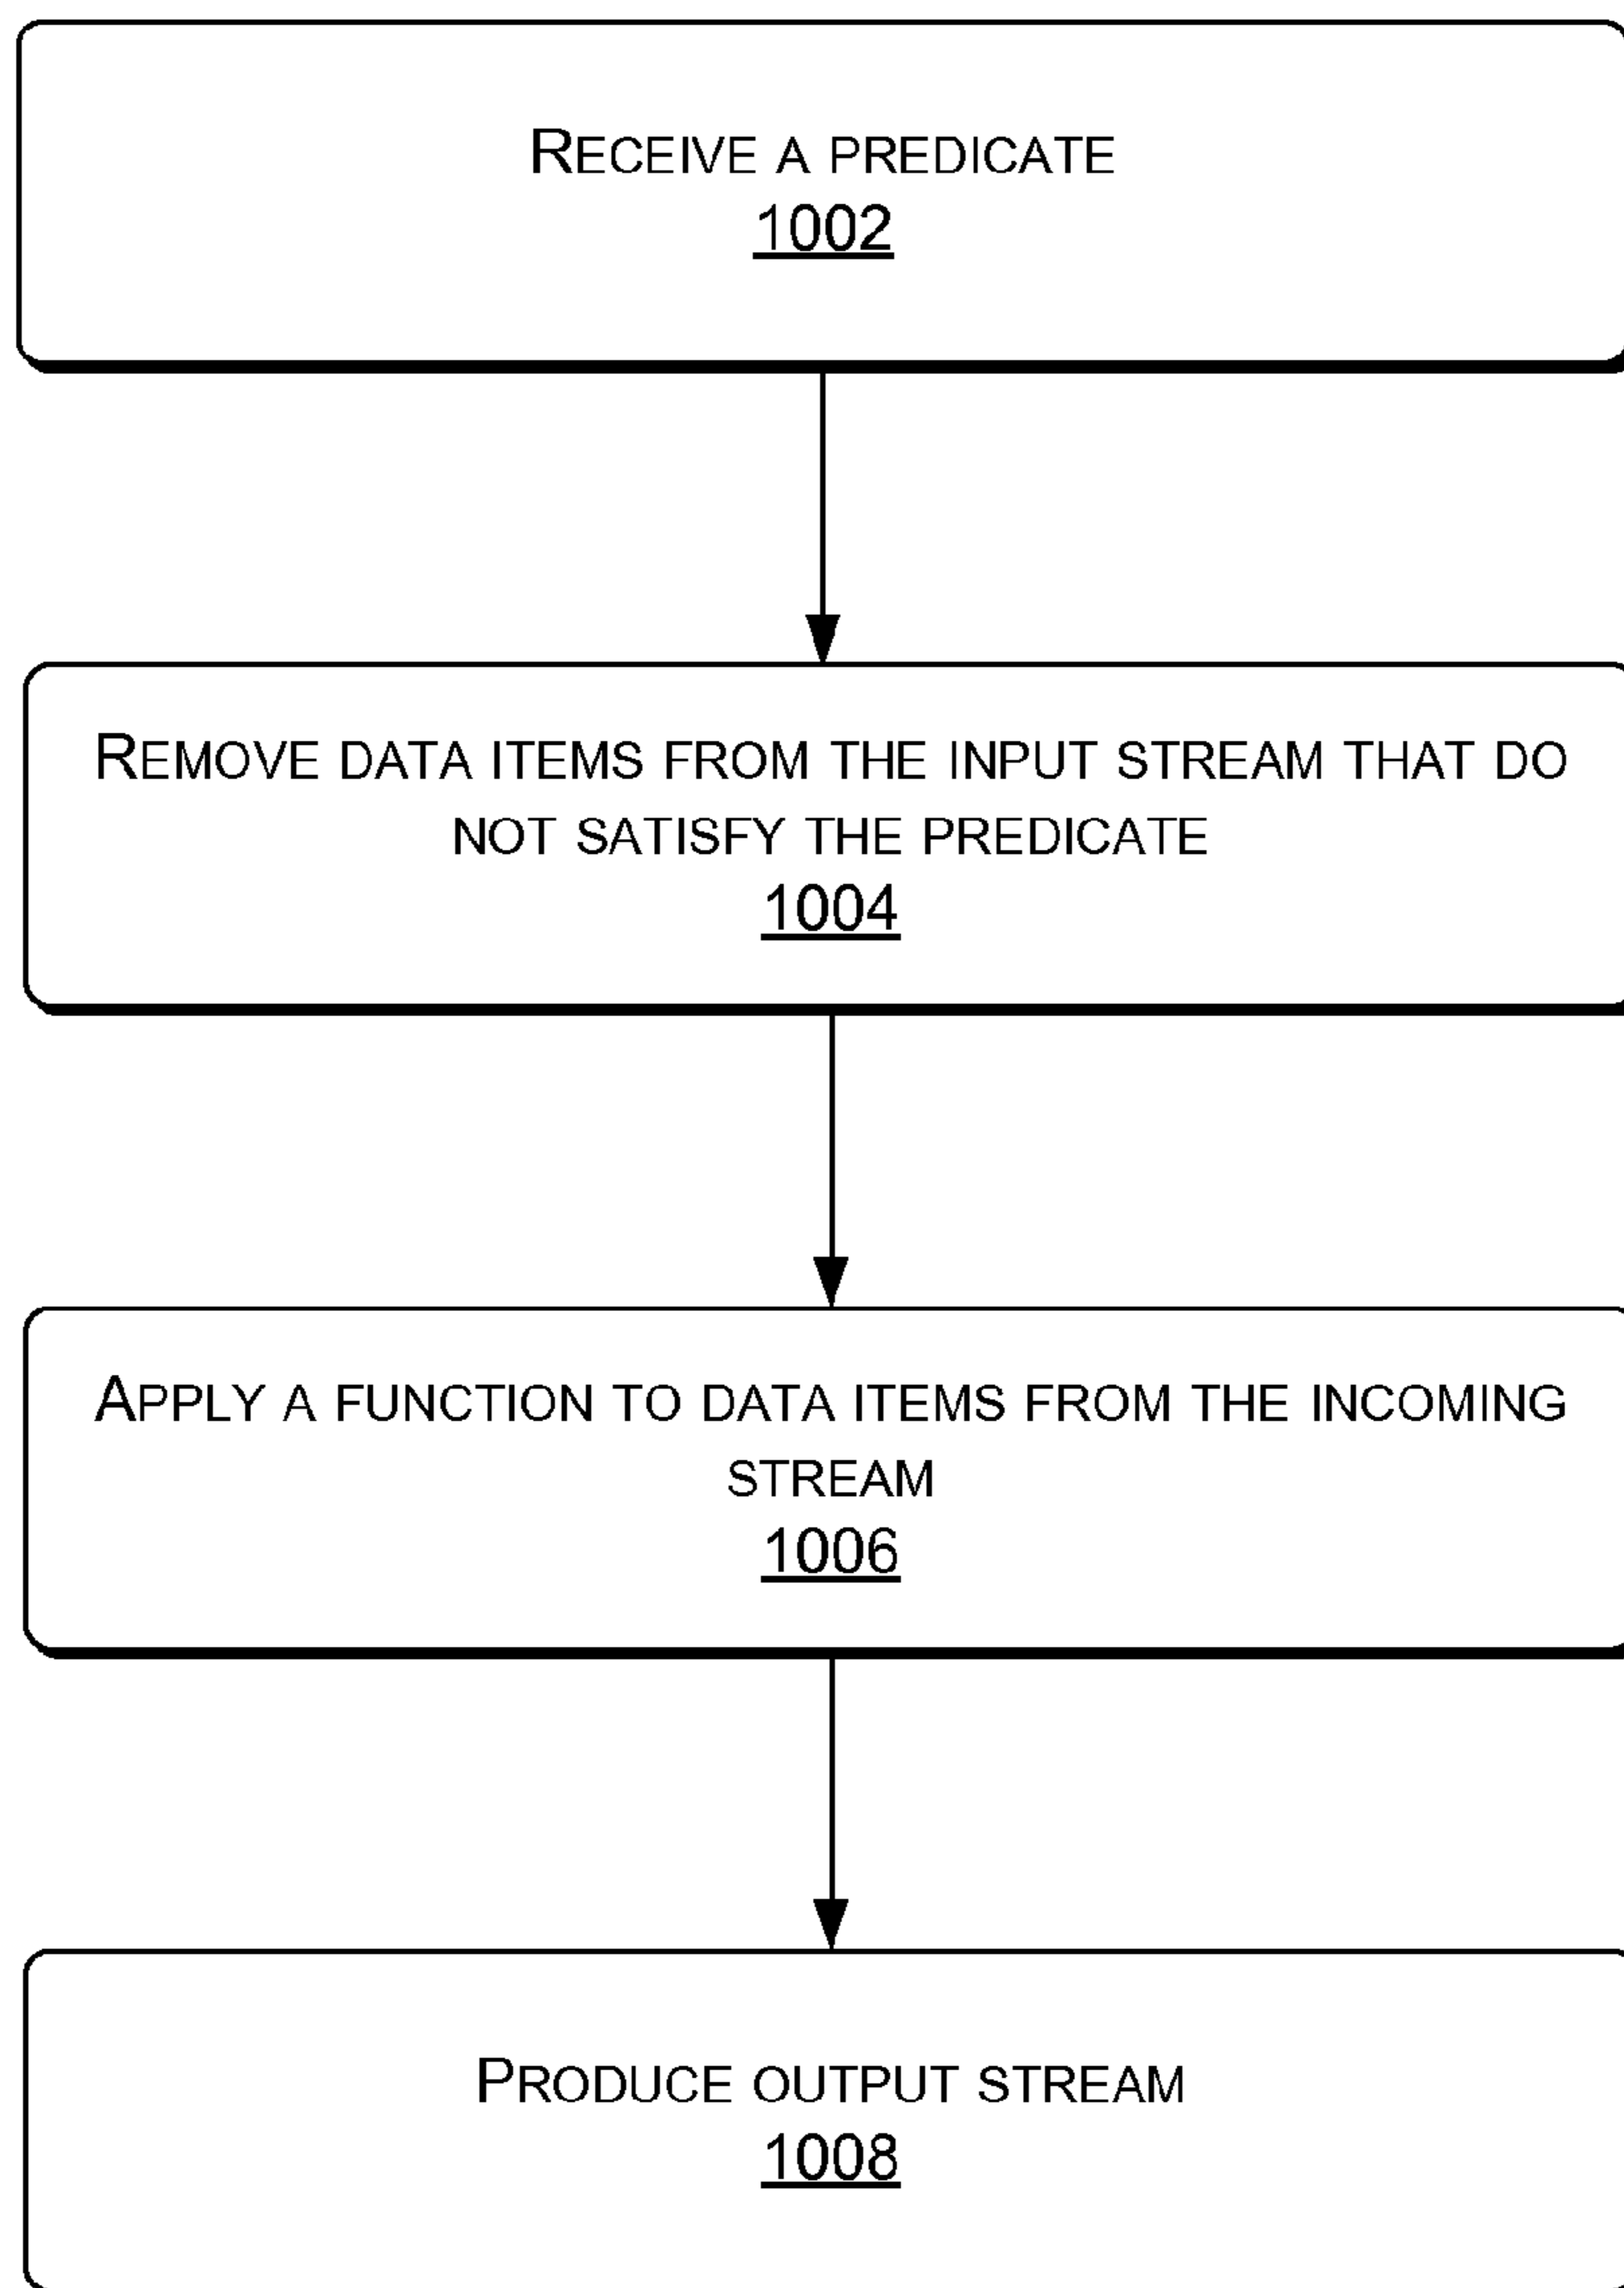 RECEIVE A PREDICATE
1002
REMOVE DATA ITEMS FROM THE INPUT STREAM THAT DO
NOT SATISFY THE PREDICATE
1004
APPLY A FUNCTION TO DATA ITEMS FROM THE INCOMING
STREAM
1006
PRODUCE OUTPUT STREAM
1008